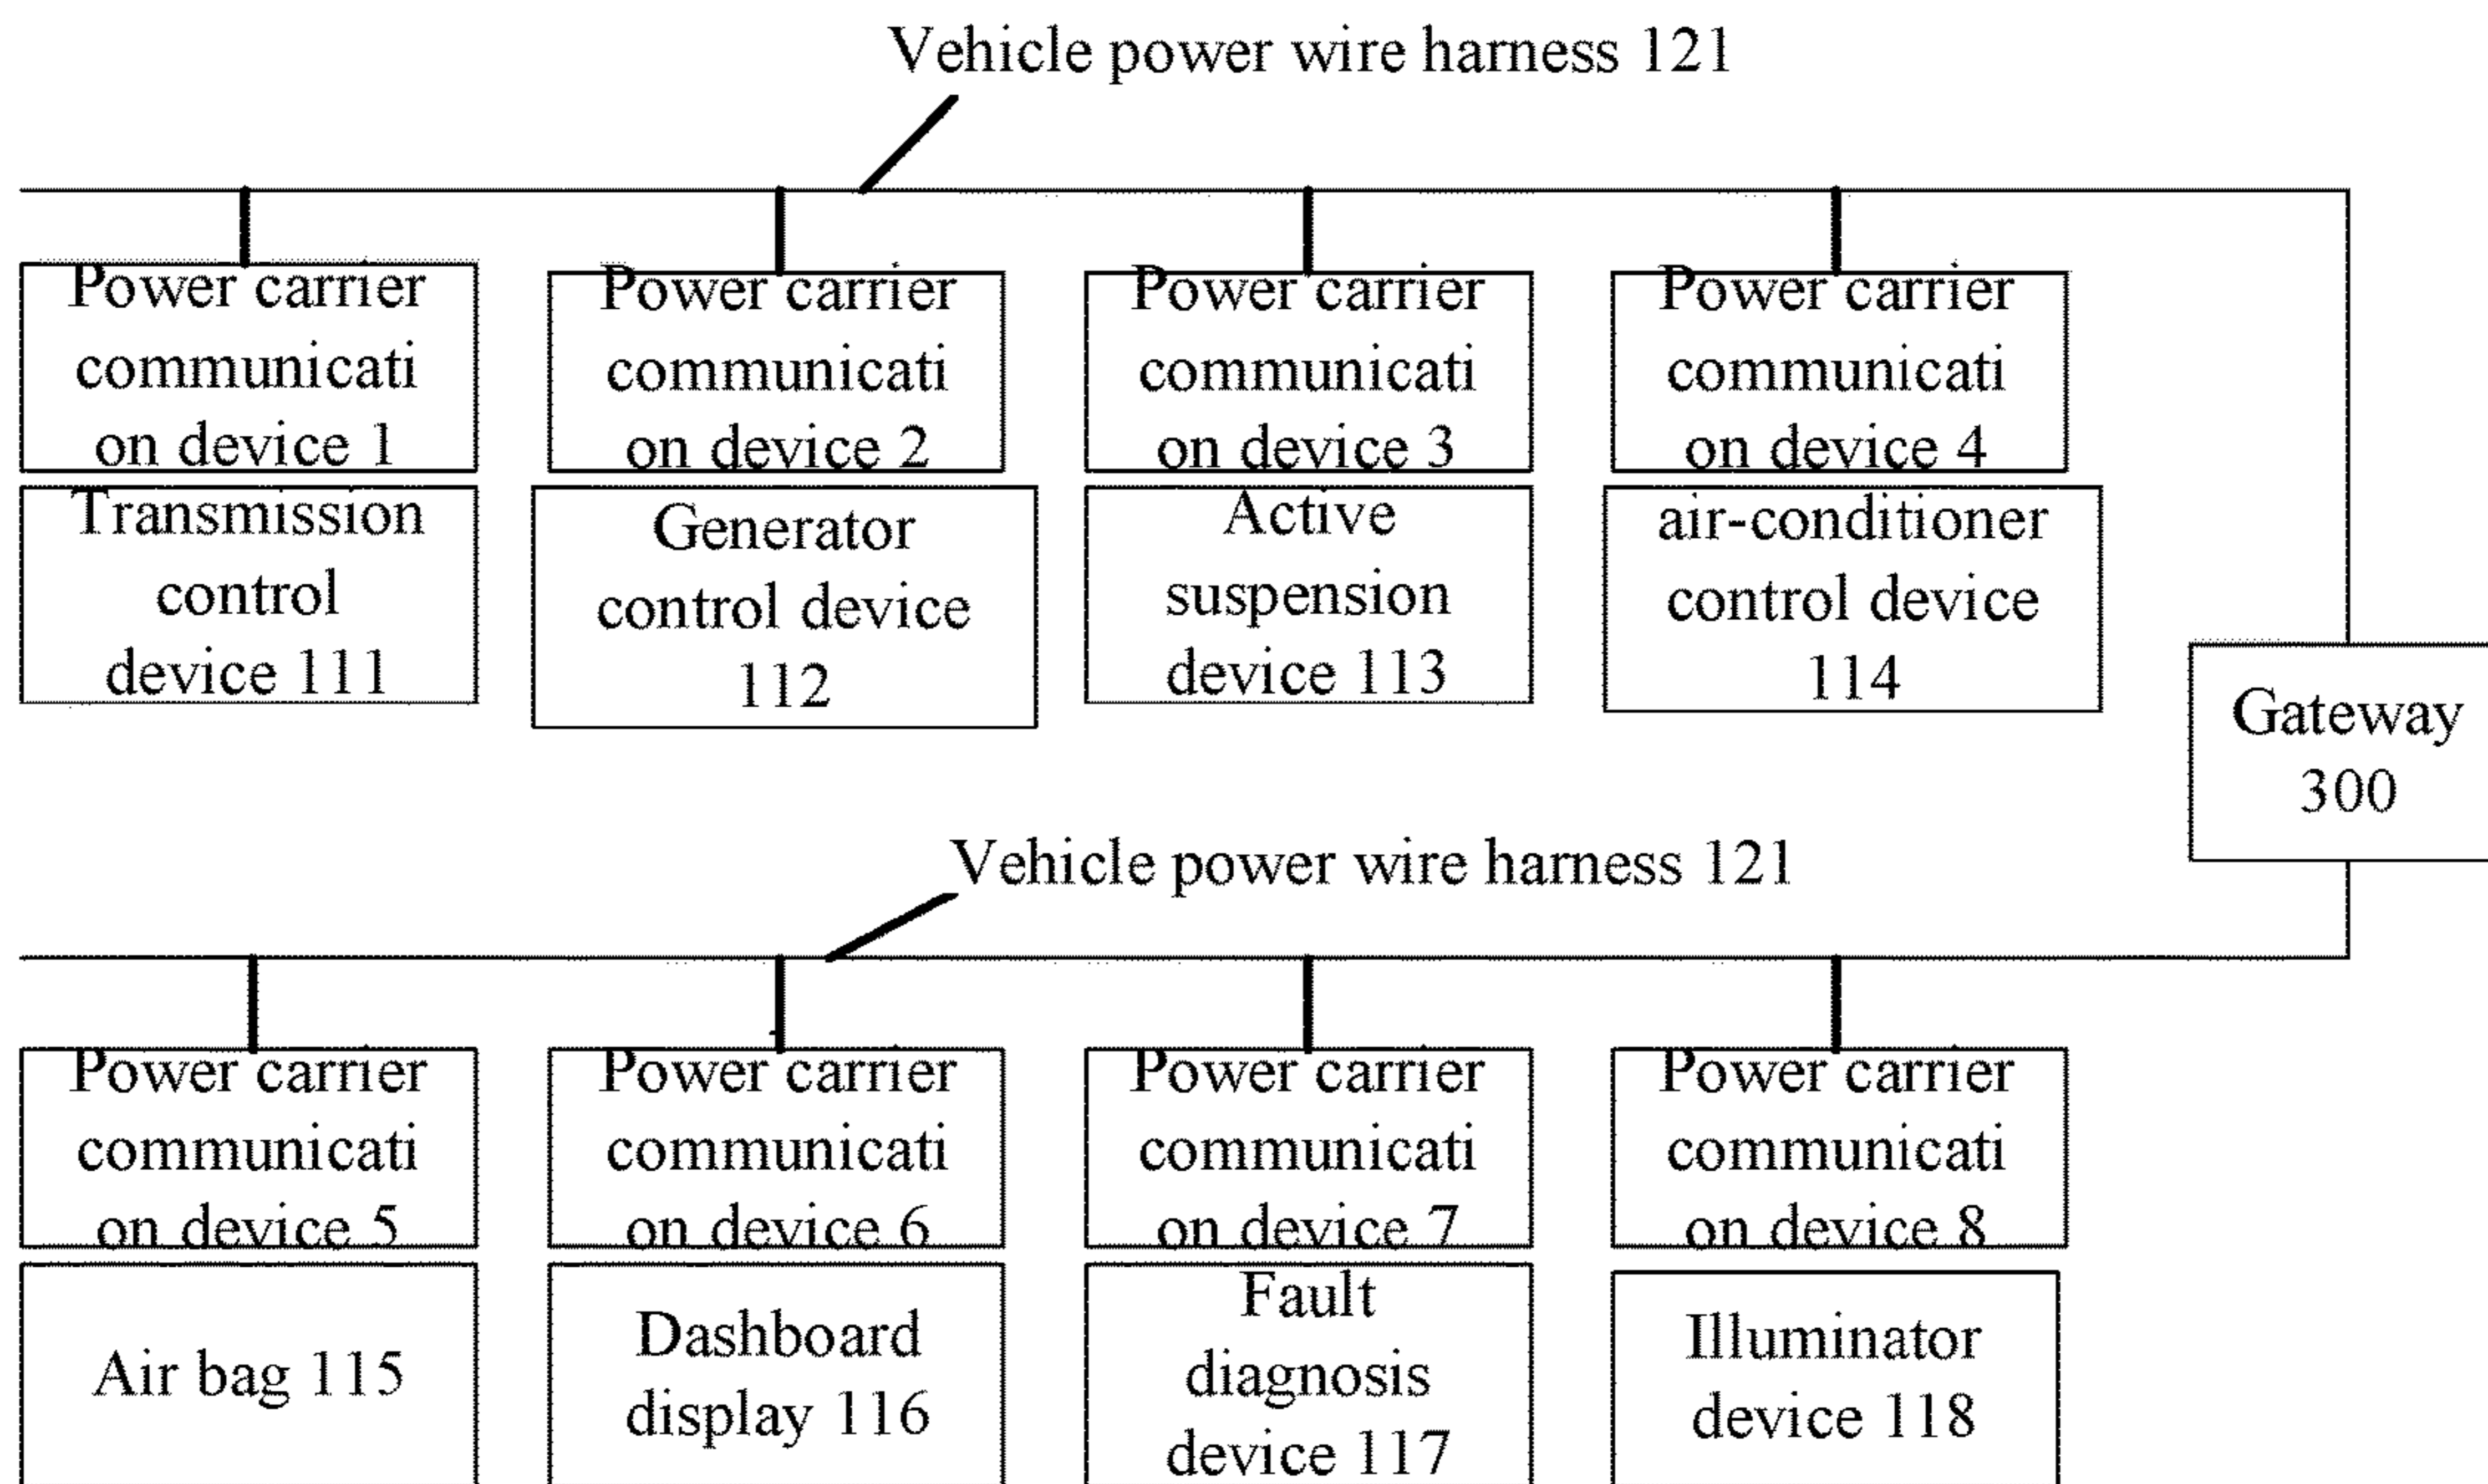 Vehicle power wire harness 121
Power carrier
communicati
on device 1
Power carrier
communicati
on device 2
Power carrier
communicati
on device 3
Power carrier
communicati
on device 4
Transmission
control
device 111
Generator
control device
112
Active
suspension
device 113
air-conditioner
control device
114
Gateway
300
Vehicle power wire harness 121
Power carrier
communicati
on device 5
Power carrier
communicati
on device 6
Power carrier
communicati
on device 7
Power carrier
communicati
on device 8
Air bag 115
Dashboard
display 116
Fault
diagnosis
device 117
Illuminator
device 118